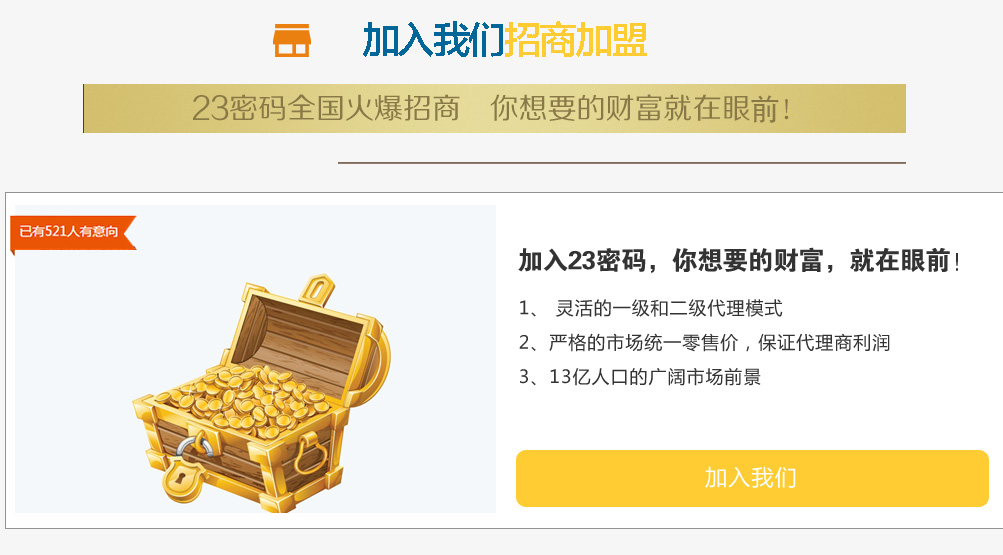 加入我们招商加盟
23密码全国火爆招商 你想要的财富就在眼前!
已有521人有意向
加入23密码，你想要的财富，就在眼前!
1、 灵活的一级和二级代理模式
2、严格的市场统一零售价，保证代理商利润
3、13亿人口的广阔市场前景
加入我们